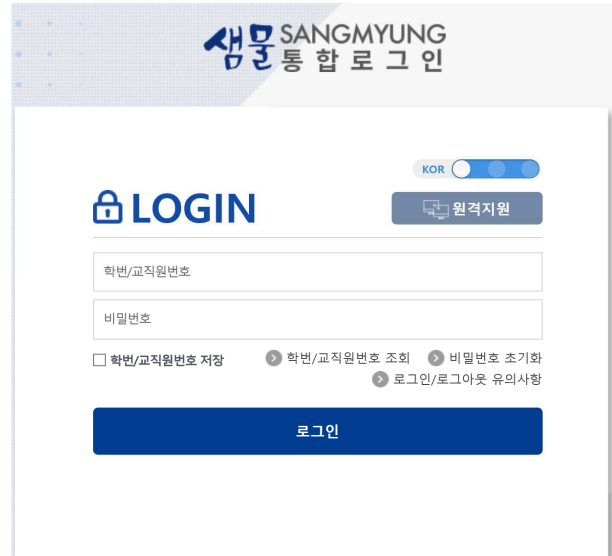 샘물 SANGMYUNG
통합로그인
KOR
LOGIN
원격지원
학번/교직원번호
비밀번호
학번/교직원번호 저장
학번/교직원번호 조회
비밀번호 초기화
로그인/로그아웃 유의사항
로그인